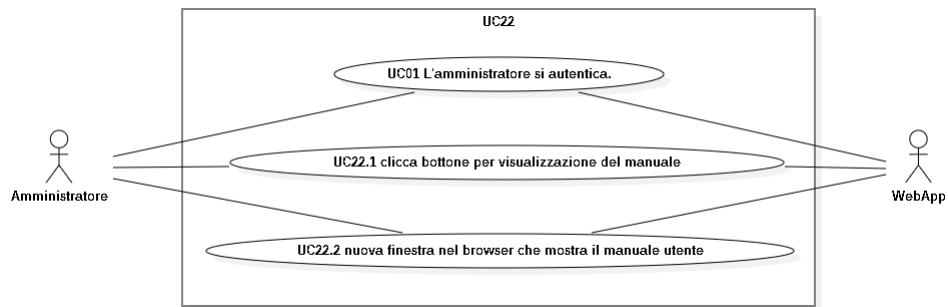 UC22
UC01 L'amministratore si autentica.
UC22.1 clicca bottone per visualizzazione del manuale
Amministratore
WebApp
UC22.2 nuova finestra nel browser che mostra il manuale utente